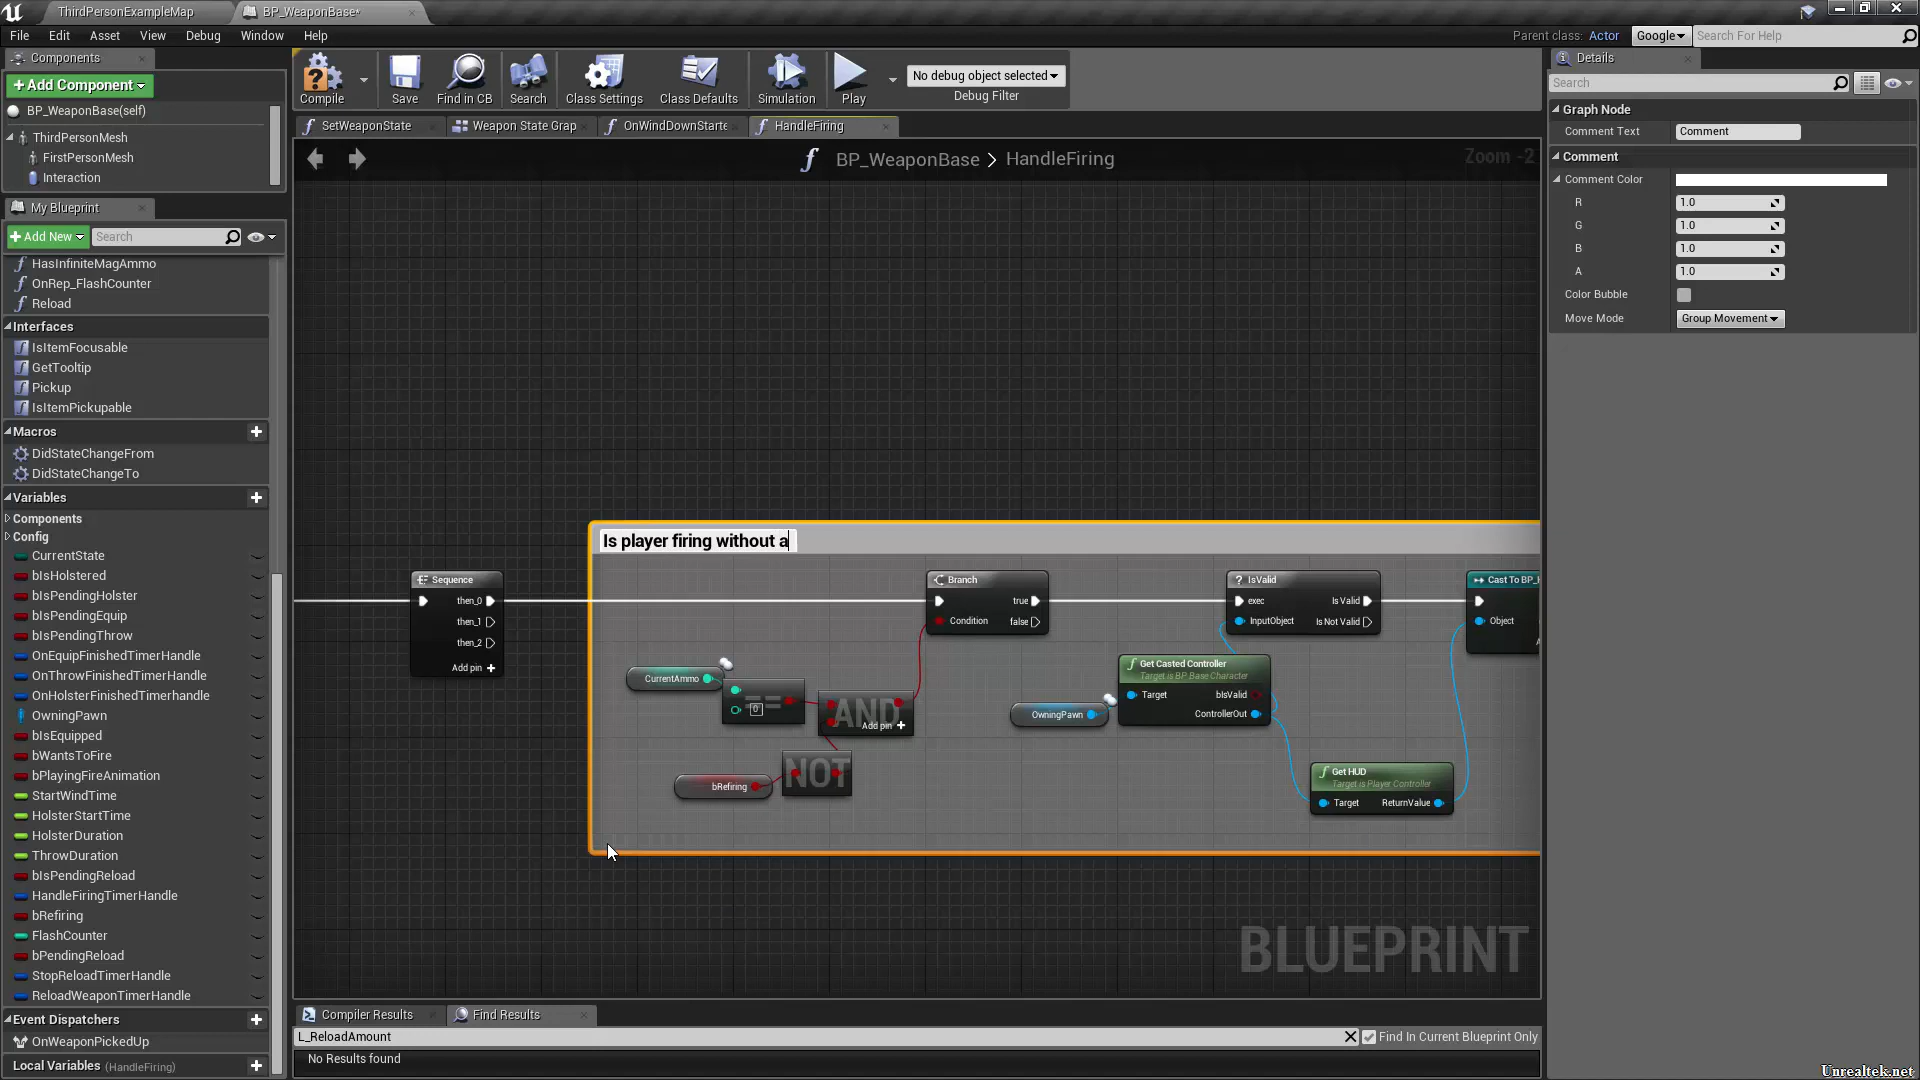 ThirdPersonExampleMap
BP_WeaponBase*
File Edit Asset View Debug Window Help
Parent class: Actor Google Search For Help
Components
Add Component
BP_WeaponBase(self)
ThirdPersonMesh
FirstPersonMesh
Interaction
My Blueprint
Add New Search
HasInfiniteMagAmmo
OnRep_FlashCounter
Reload
Interfaces
IsItemFocusable
GetTooltip
Pickup
IsItemPickupable
Macros
DidStateChangeFrom
DidStateChangeTo
Variables
Components
Config
CurrentState
bIsHolstered
bIsPendingHolster
bIsPendingEquip
bIsPendingThrow
OnEquipFinishedTimerHandle
OnThrowFinishedTimerHandle
OnHolsterFinishedTimerhandle
OwningPawn
bIsEquipped
bWantsToFire
bPlayingFireAnimation
StartWindTime
HolsterStartTime
HolsterDuration
ThrowDuration
bIsPendingReload
HandleFiringTimerHandle
bRefiring
FlashCounter
bPendingReload
StopReloadTimerHandle
ReloadWeaponTimerHandle
Event Dispatchers
OnWeaponPickedUp
Local Variables (HandleFiring)
Compile Save Find in CB Search Class Settings Class Defaults Simulation Play
No debug object selected
Debug Filter
SetWeaponState Weapon State Grap OnWindDownStarte HandleFiring
BP_WeaponBase > HandleFiring
Zoom -2
Is player firing without a
Sequence
then_0
then_1
then_2
Add pin
Branch
true
Condition false
IsValid
exec Is Valid
InputObject Is Not Valid
Cast To BP_
Object
CurrentAmmo
== 0
AND
Add pin
bRefiring
NOT
OwningPawn
Get Casted Controller
Target is BP Base Character
Target bIsValid
ControllerOut
Get HUD
Target is Player Controller
Target ReturnValue
BLUEPRINT
Compiler Results Find Results
L_ReloadAmount
Find In Current Blueprint Only
No Results found
Details
Search
Graph Node
Comment Text Comment
Comment
Comment Color
R 1.0
G 1.0
B 1.0
A 1.0
Color Bubble
Move Mode Group Movement
Unrealtek.net